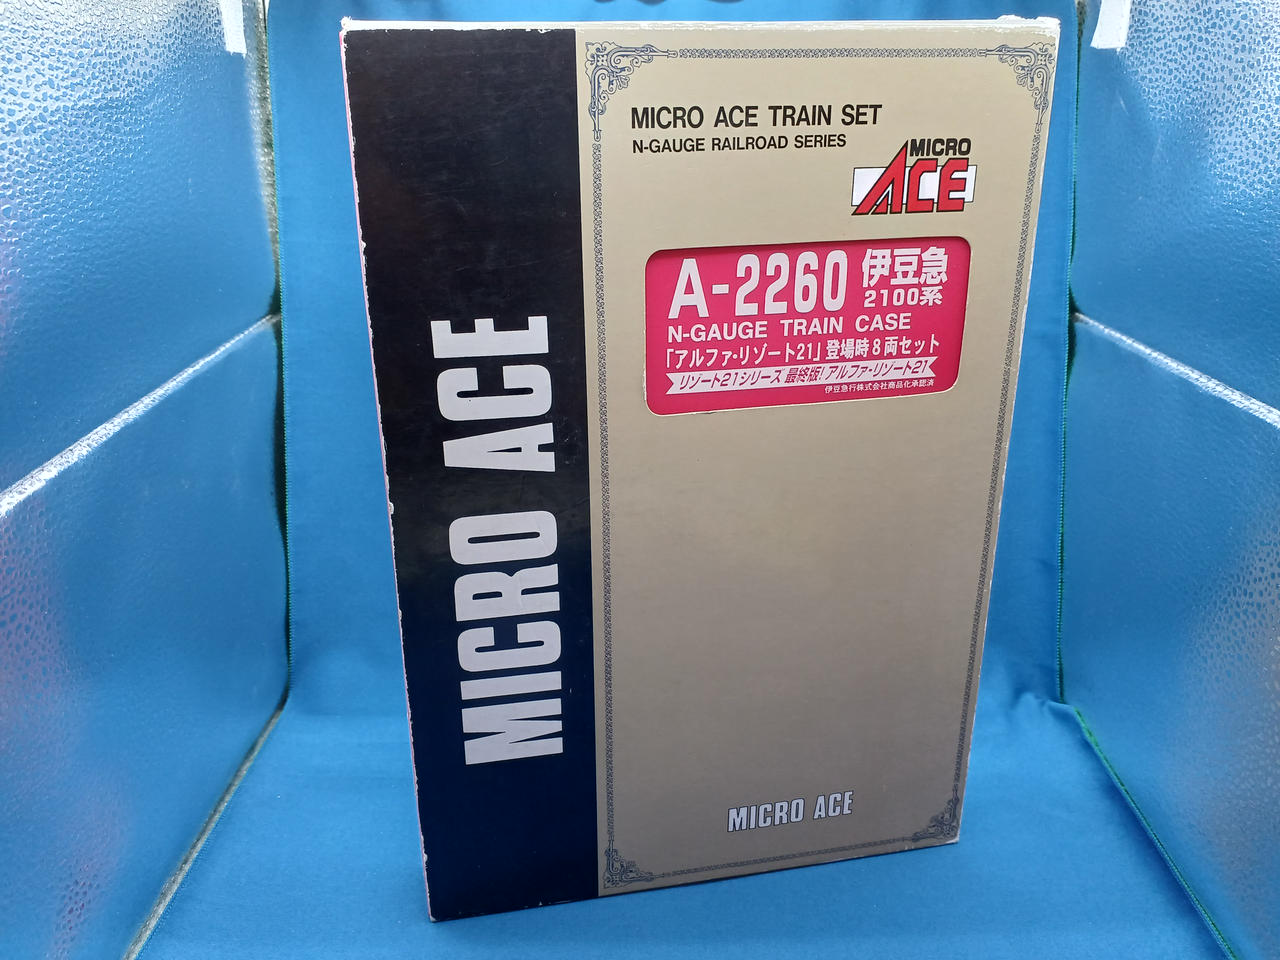 MICRO ACE
MICRO ACE TRAIN SET
N-GAUGE RAILROAD SERIES
MICRO
ACE
A-2260 伊豆急
2100系
N-GAUGE TRAIN CASE
「アルファ・リゾート21」登場時8両セット
リゾート21シリーズ 最終版!アルファ・リゾート21
伊豆急行株式会社商品化承認済
MICRO ACE